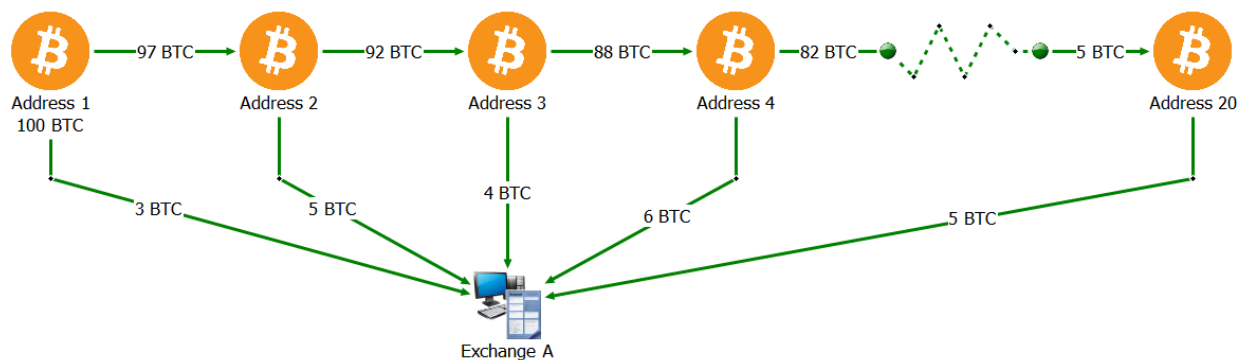 97 BTC
92 BTC
88 BTC
82 BTC
5 BTC
Address 1
100 BTC
Address 2
Address 3
Address 4
Address 20
3 BTC
5 BTC
4 BTC
6 BTC
5 BTC
Exchange A